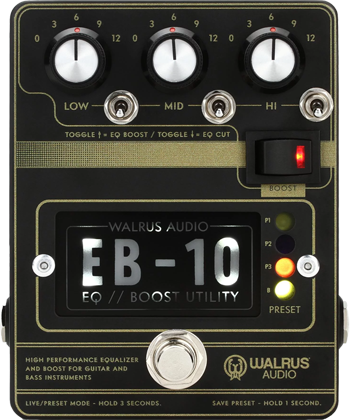 3 6 9 3 6 9 3 6 9
0 12 0 12 0 12
LOW MID HI
TOGGLE ↑ = EQ BOOST / TOGGLE ↓ = EQ CUT
BOOST
WALRUS AUDIO
EB-10
EQ // BOOST UTILITY
P1
P2
P3
B
PRESET
HIGH PERFORMANCE EQUALIZER
AND BOOST FOR GUITAR AND
BASS INSTRUMENTS
WALRUS
AUDIO
LIVE/PRESET MODE - HOLD 3 SECONDS.
SAVE PRESET - HOLD 1 SECOND.